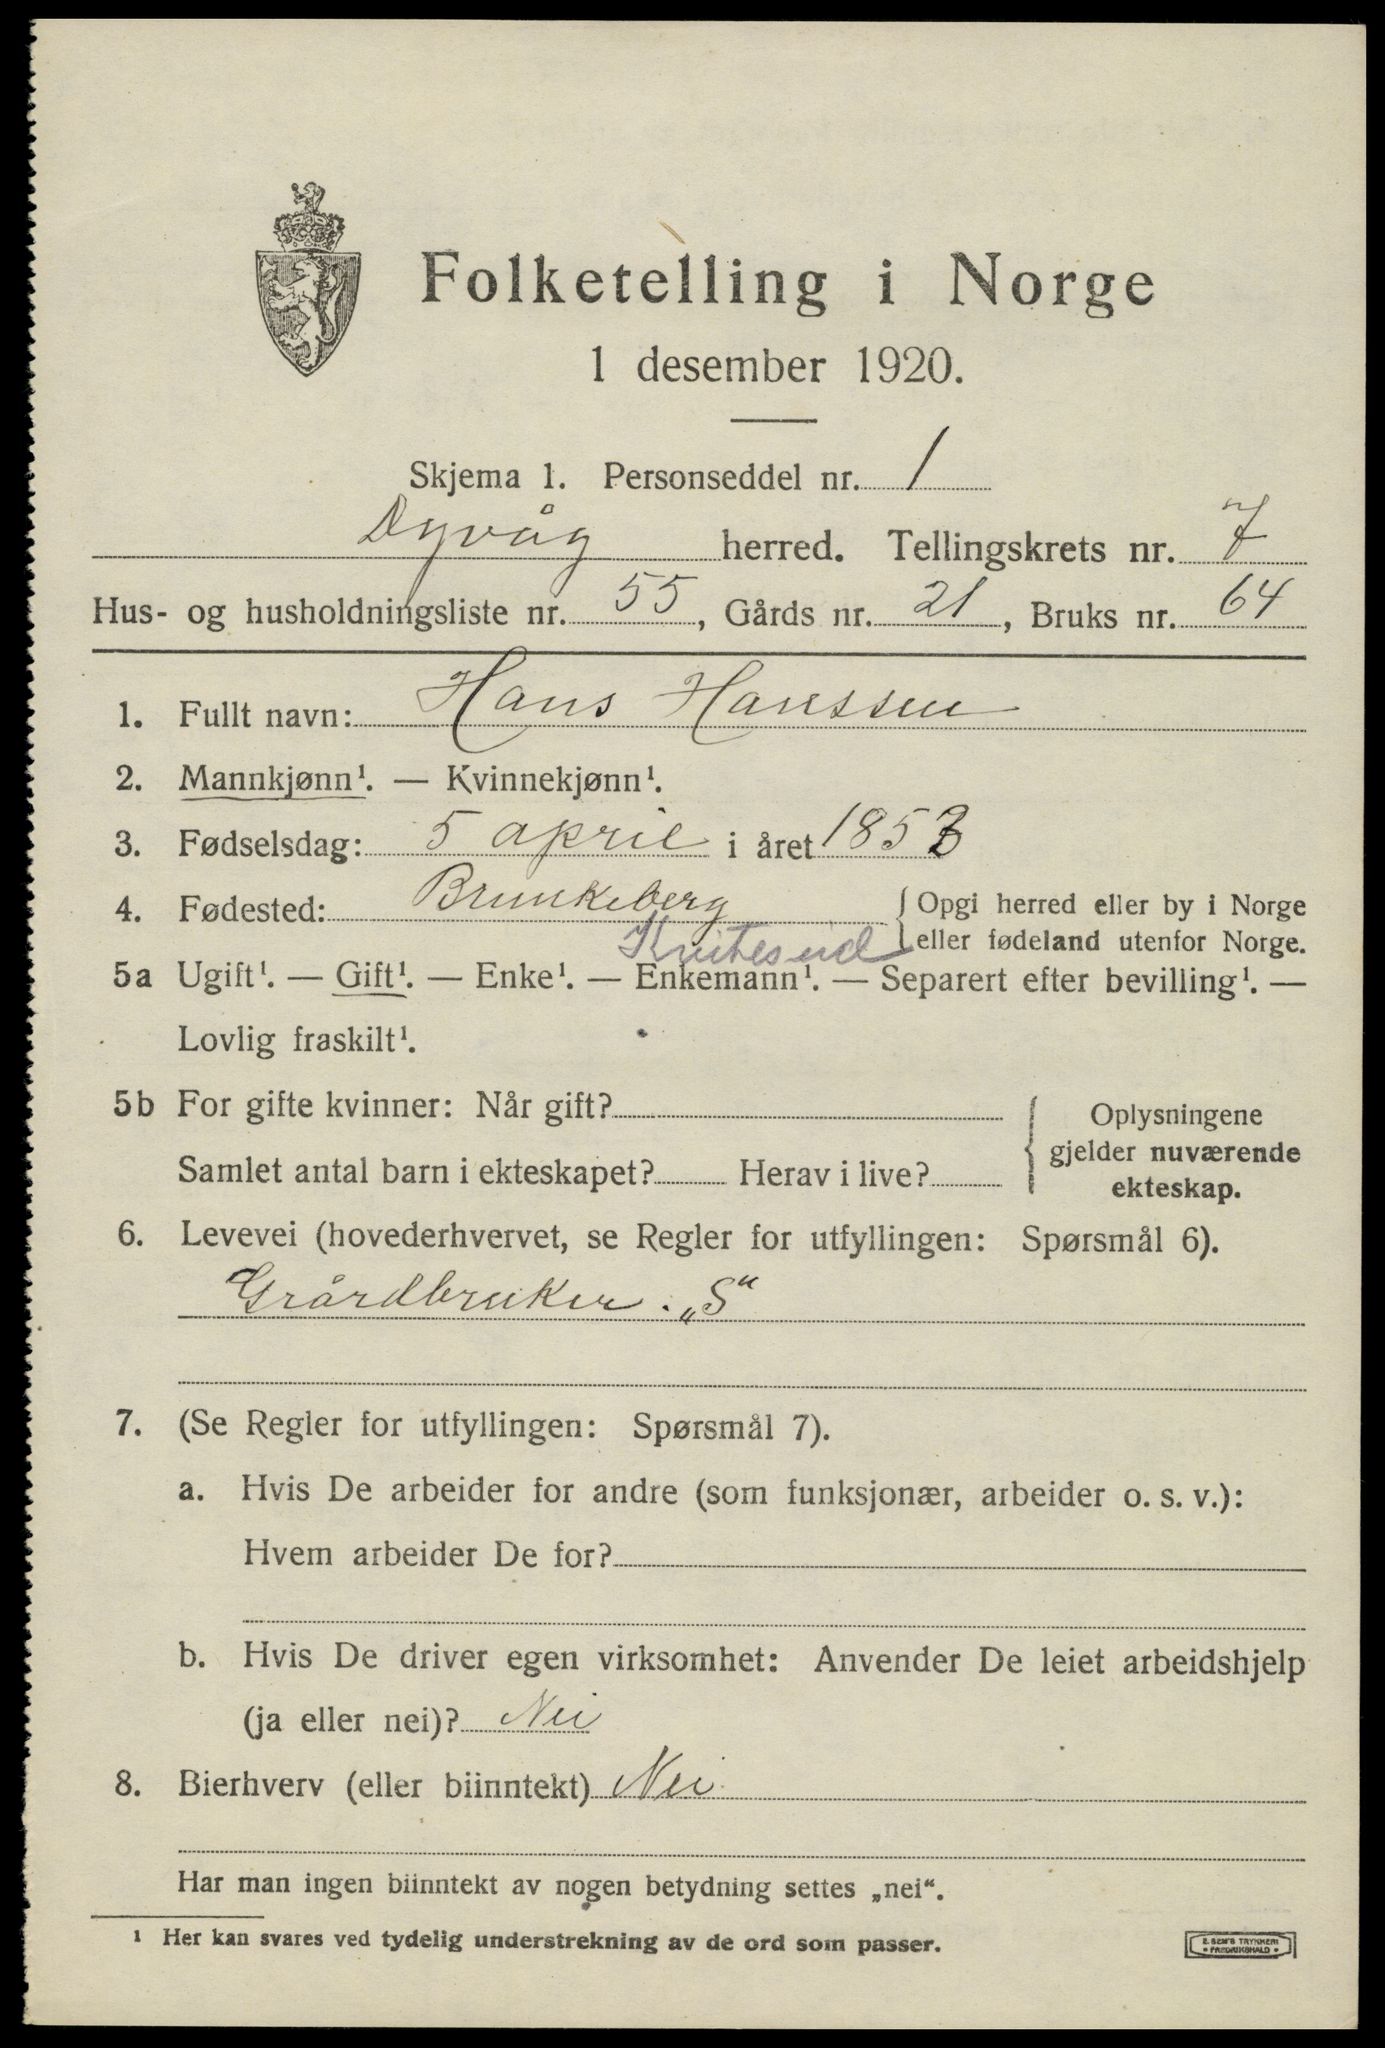 Folketelling i Norge
1 desember 1920.
Skjema 1. Personseddel nr. 1
Dyvåg herred. Tellingskrets nr. 7
Hus- og husholdningsliste nr. 55, Gårds nr. 21, Bruks nr. 64
1. Fullt navn: Hans Hanssen
2. Mannkjønn¹. — Kvinnekjønn¹.
3. Fødselsdag: 5 april i året 1853
4. Fødested: Brunkeberg { Opgi herred eller by i Norge
Kviteseid eller fødeland utenfor Norge.
5a Ugift¹. — Gift¹. — Enke¹. — Enkemann¹. — Separert efter bevilling¹. —
Lovlig fraskilt¹.
5b For gifte kvinner: Når gift? { Oplysningene
gjelder nuværende
Samlet antal barn i ekteskapet? Herav i live? ekteskap.
6. Levevei (hovederhvervet, se Regler for utfyllingen: Spørsmål 6).
Gårdbruker. „S“
7. (Se Regler for utfyllingen: Spørsmål 7).
a. Hvis De arbeider for andre (som funksjonær, arbeider o. s. v.):
Hvem arbeider De for?
b. Hvis De driver egen virksomhet: Anvender De leiet arbeidshjelp
(ja eller nei)? Nei
8. Bierhverv (eller biinntekt) Nei
Har man ingen biinntekt av nogen betydning settes „nei“.
¹ Her kan svares ved tydelig understrekning av de ord som passer.
E. SEM'S TRYKKERI
• FREDRIKSHALD •